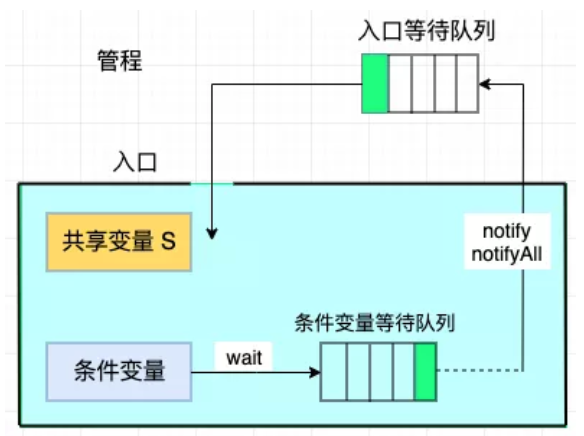 入口等待队列
管程
入口
共享变量 S
notify
notifyAll
条件变量等待队列
条件变量
wait